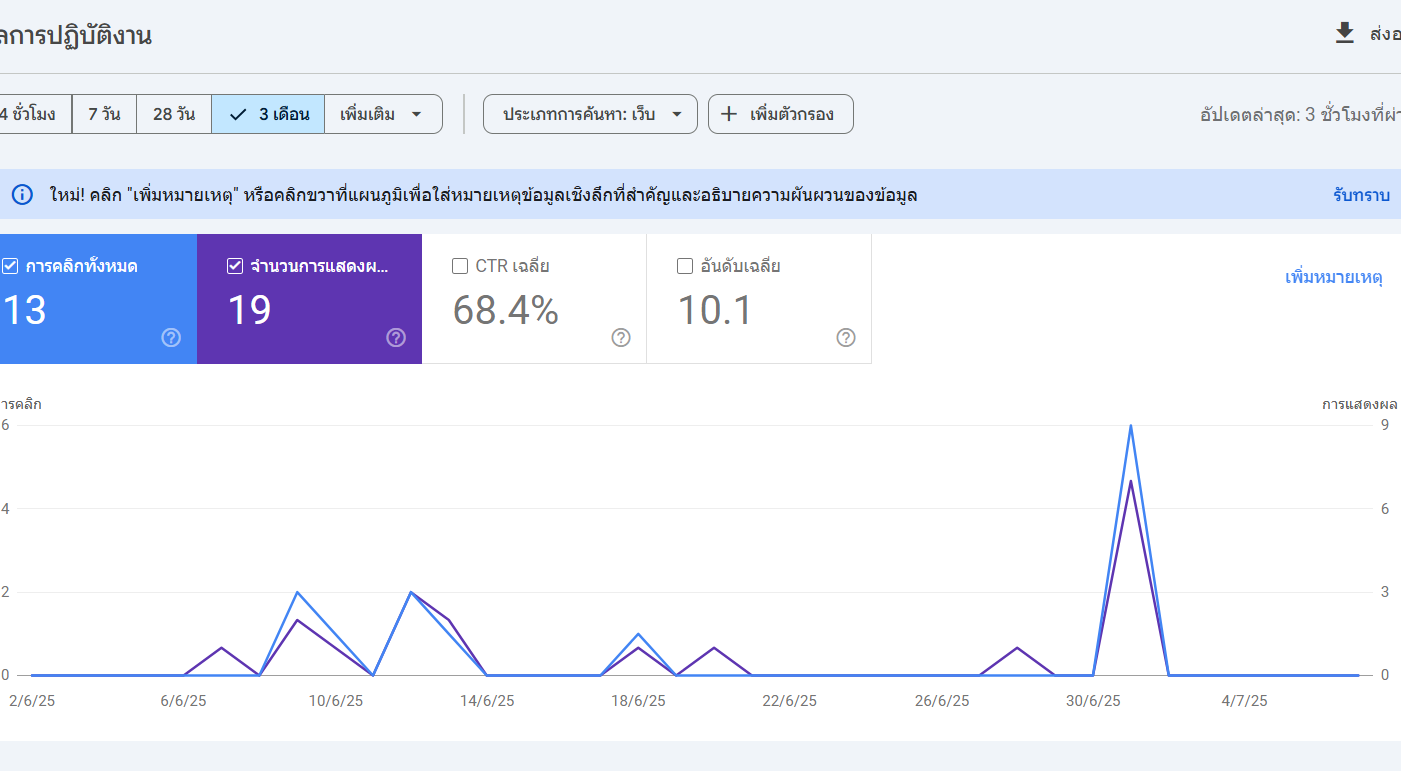 ลการปฏิบัติงาน
ส่งอ
4 ชั่วโมง 7 วัน 28 วัน 3 เดือน เพิ่มเติม ประเภทการค้นหา: เว็บ เพิ่มตัวกรอง อัปเดตล่าสุด: 3 ชั่วโมงที่ผ่า
ใหม่! คลิก "เพิ่มหมายเหตุ" หรือคลิกขวาที่แผนภูมิเพื่อใส่หมายเหตุข้อมูลเชิงลึกที่สำคัญและอธิบายความผันผวนของข้อมูล รับทราบ
การคลิกทั้งหมด จำนวนการแสดงผ... CTR เฉลี่ย อันดับเฉลี่ย
เพิ่มหมายเหตุ
13 19 68.4% 10.1
ารคลิก การแสดงผล
6 9
4 6
2 3
0 0
2/6/25 6/6/25 10/6/25 14/6/25 18/6/25 22/6/25 26/6/25 30/6/25 4/7/25